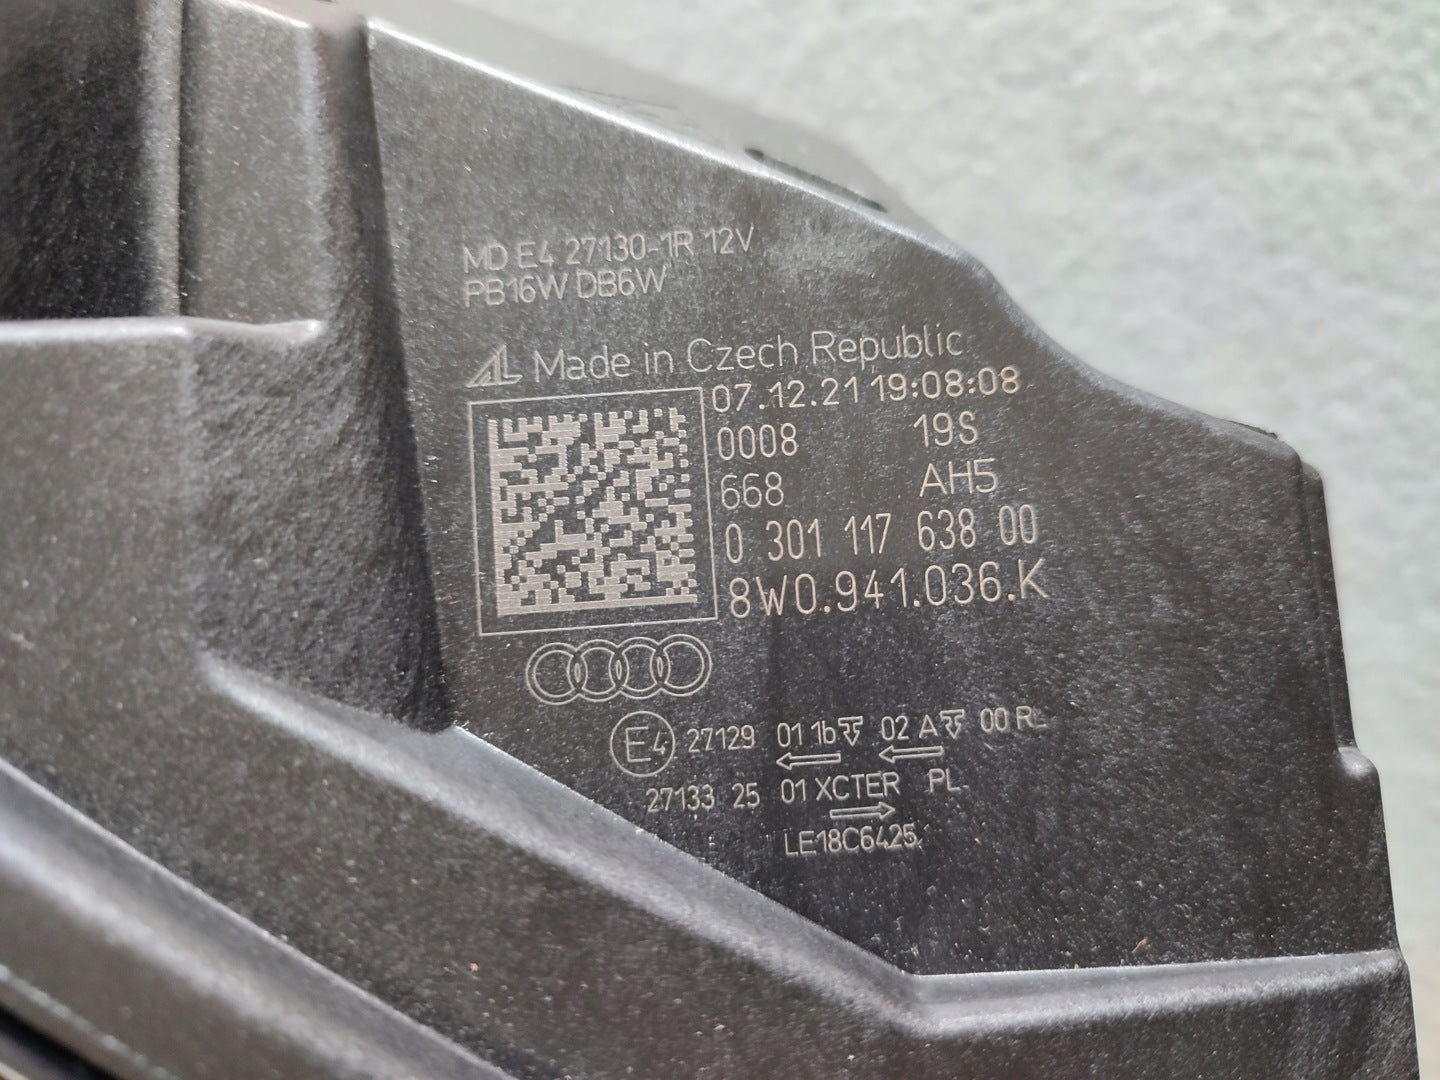 MD E4 27130-1R 12V
PB16W DB6W
AL Made in Czech Republic
07.12.21 19:08:08
0008 19S
668 AH5
0 301 117 638 00
8W0.941.036.K
E4 27129 01 1b 02 A 00 RL
27133 25 01 XCTER PL
LE18C6425